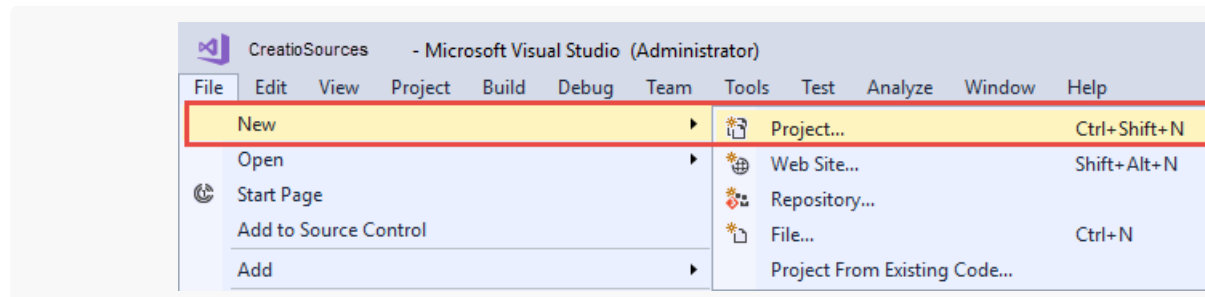 CreatioSources - Microsoft Visual Studio (Administrator)
File Edit View Project Build Debug Team Tools Test Analyze Window Help
New Project... Ctrl+Shift+N
Open Web Site... Shift+Alt+N
Start Page Repository...
Add to Source Control File... Ctrl+N
Add Project From Existing Code...